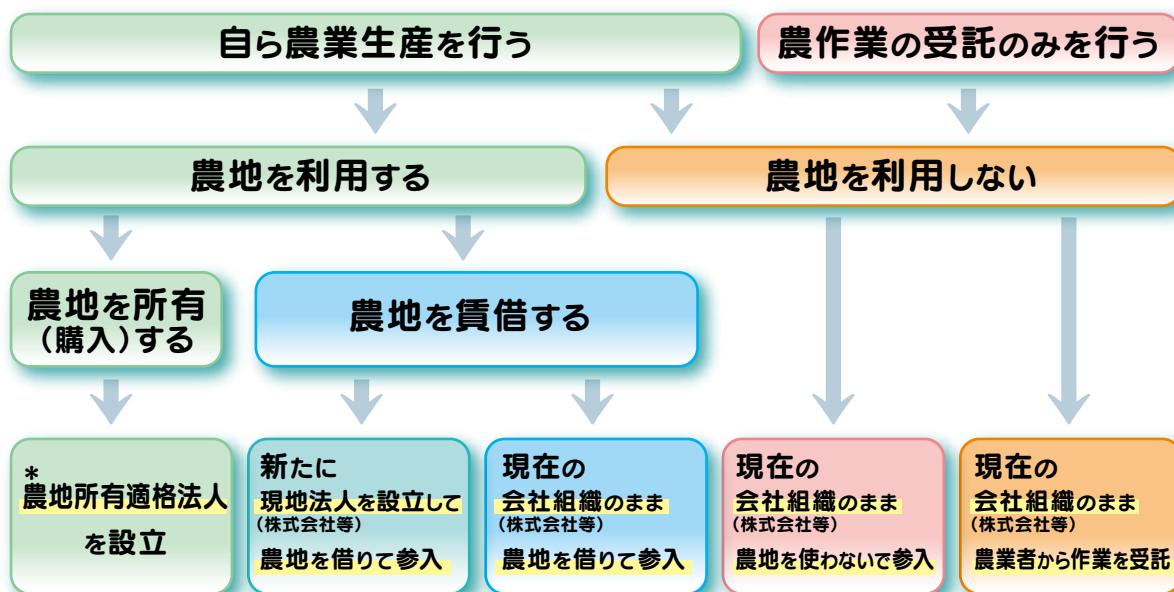 自ら農業生産を行う
農作業の受託のみを行う
農地を利用する
農地を利用しない
農地を所有
(購入)する
農地を賃借する
*
農地所有適格法人
を設立
新たに
現地法人を設立して
(株式会社等)
農地を借りて参入
現在の
会社組織のまま
(株式会社等)
農地を借りて参入
現在の
会社組織のまま
(株式会社等)
農地を使わないで参入
現在の
会社組織のまま
(株式会社等)
農業者から作業を受託